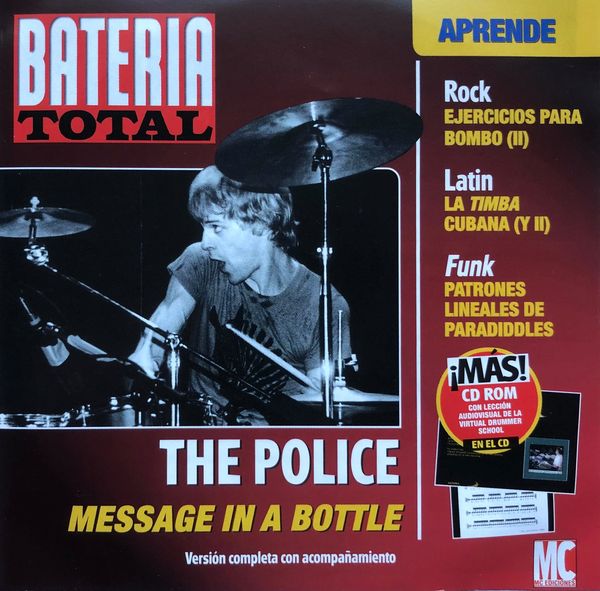 BATERIA
TOTAL
APRENDE
Rock
EJERCICIOS PARA
BOMBO (II)
Latin
LA TIMBA
CUBANA (Y II)
Funk
PATRONES
LINEALES DE
PARADIDDLES
¡MÁS!
CD ROM
CON LECCIÓN
AUDIOVISUAL DE LA
VIRTUAL DRUMMER
SCHOOL
EN EL CD
THE POLICE
MESSAGE IN A BOTTLE
Versión completa con acompañamiento
MC
MC EDICIONES